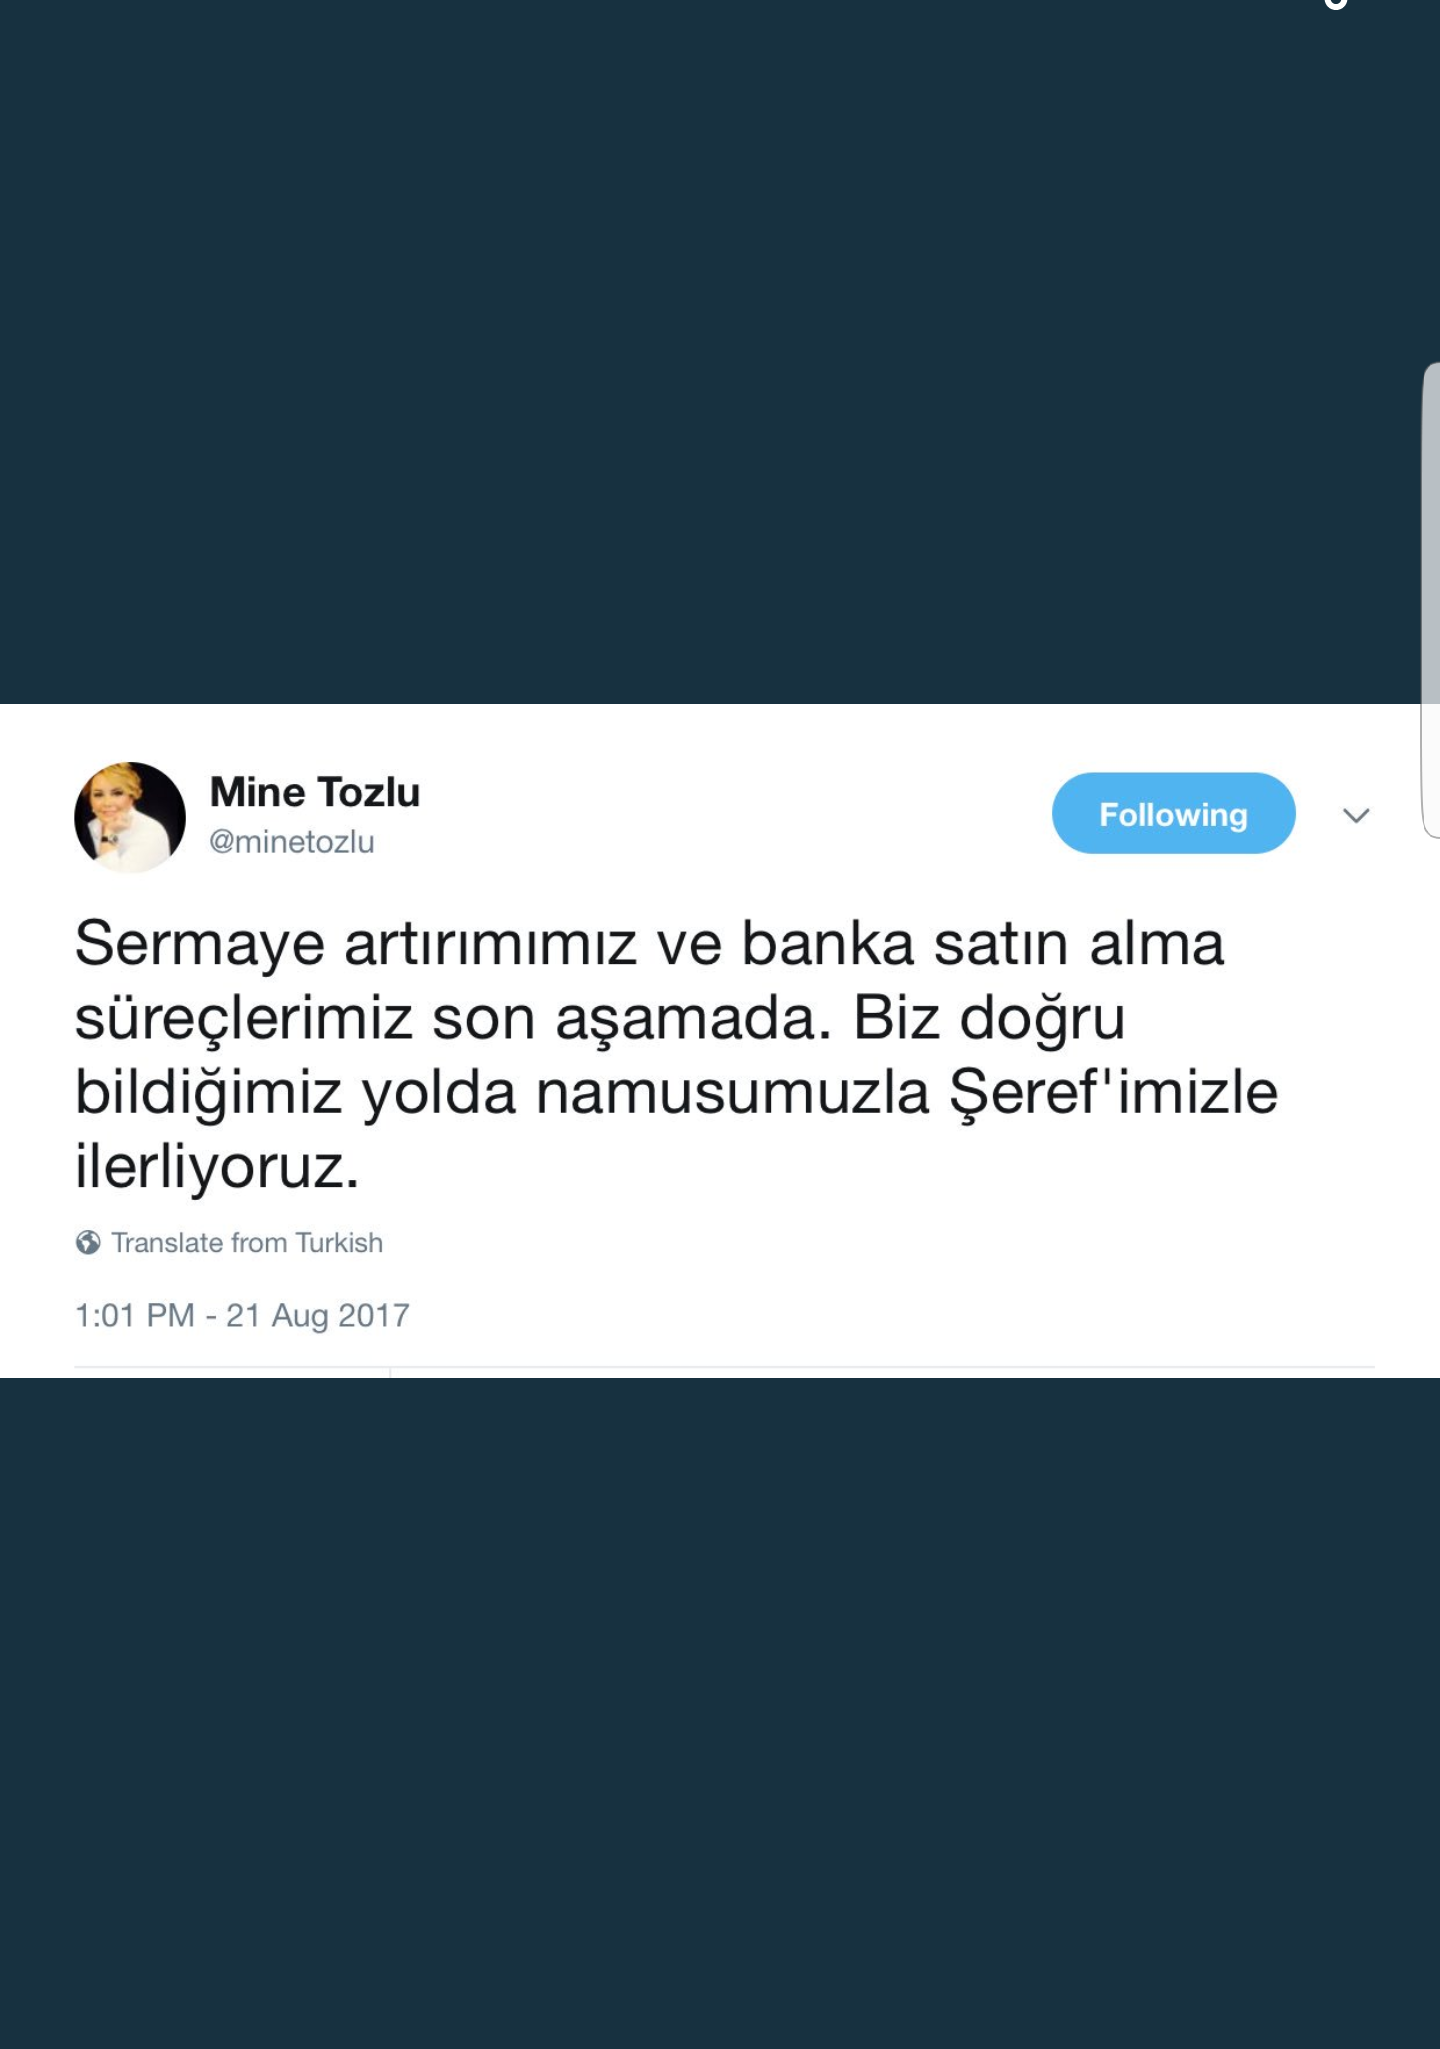 Mine Tozlu
@minetozlu
Following
Sermaye artırımımız ve banka satın alma
süreçlerimiz son aşamada. Biz doğru
bildiğimiz yolda namusumuzla Şeref'imizle
ilerliyoruz.
Translate from Turkish
1:01 PM - 21 Aug 2017